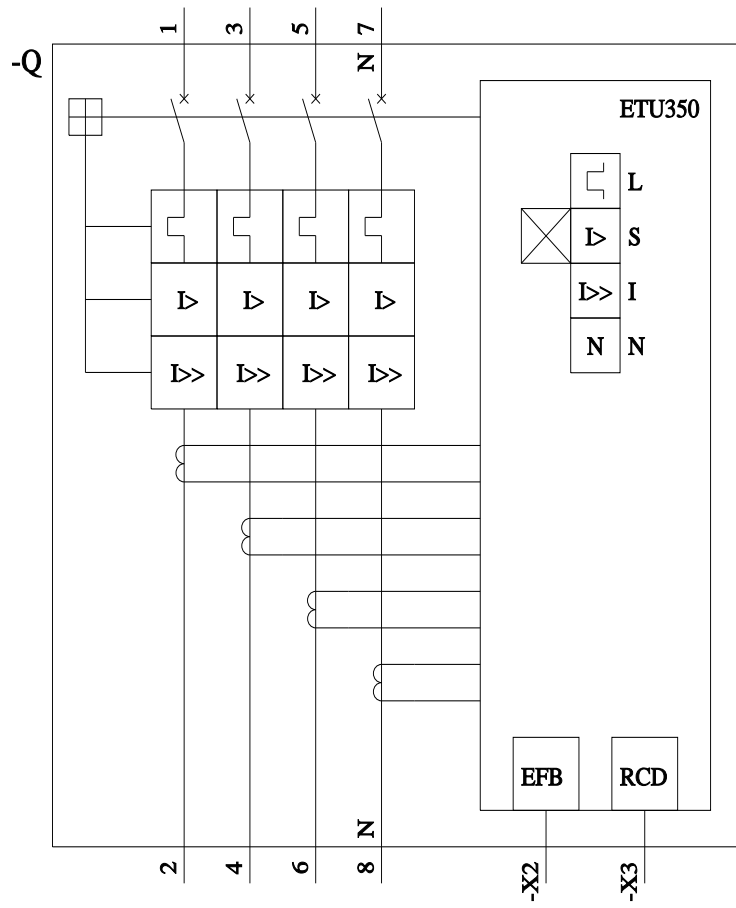 1 3 5 7
-Q
N
ETU350
L
I> I> I> I>
I>> I>> I>> I>>
I> S
I>> I
N N
EFB RCD
N
2 4 6 8
-X2 -X3